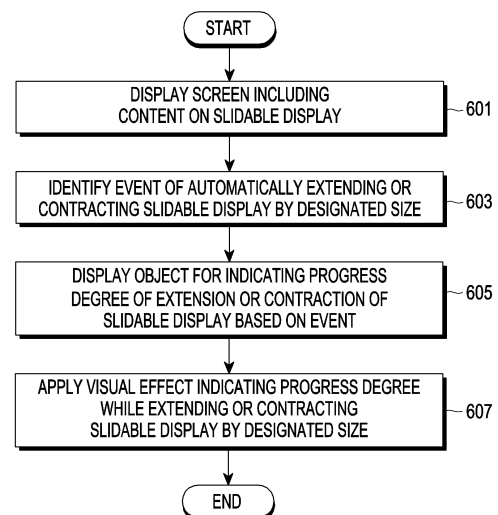 START
DISPLAY SCREEN INCLUDING
CONTENT ON SLIDABLE DISPLAY
601
IDENTIFY EVENT OF AUTOMATICALLY EXTENDING OR
CONTRACTING SLIDABLE DISPLAY BY DESIGNATED SIZE
603
DISPLAY OBJECT FOR INDICATING PROGRESS
DEGREE OF EXTENSION OR CONTRACTION OF
SLIDABLE DISPLAY BASED ON EVENT
605
APPLY VISUAL EFFECT INDICATING PROGRESS DEGREE
WHILE EXTENDING OR CONTRACTING
SLIDABLE DISPLAY BY DESIGNATED SIZE
607
END